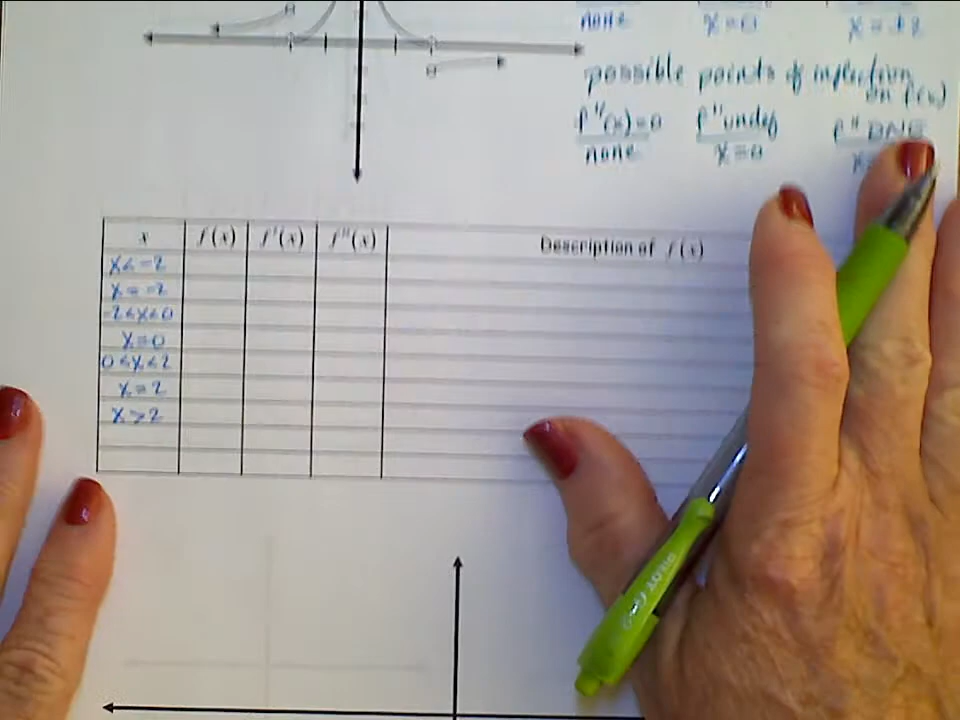 none x=0
possible points of inflection
on f(x)
f''(x)=0 f'' undef f'' DNE
none x=0
x f(x) f'(x) f''(x) Description of f(x)
x<-2
x=-2
-2<x<0
x=0
0<x<2
x=2
x>2